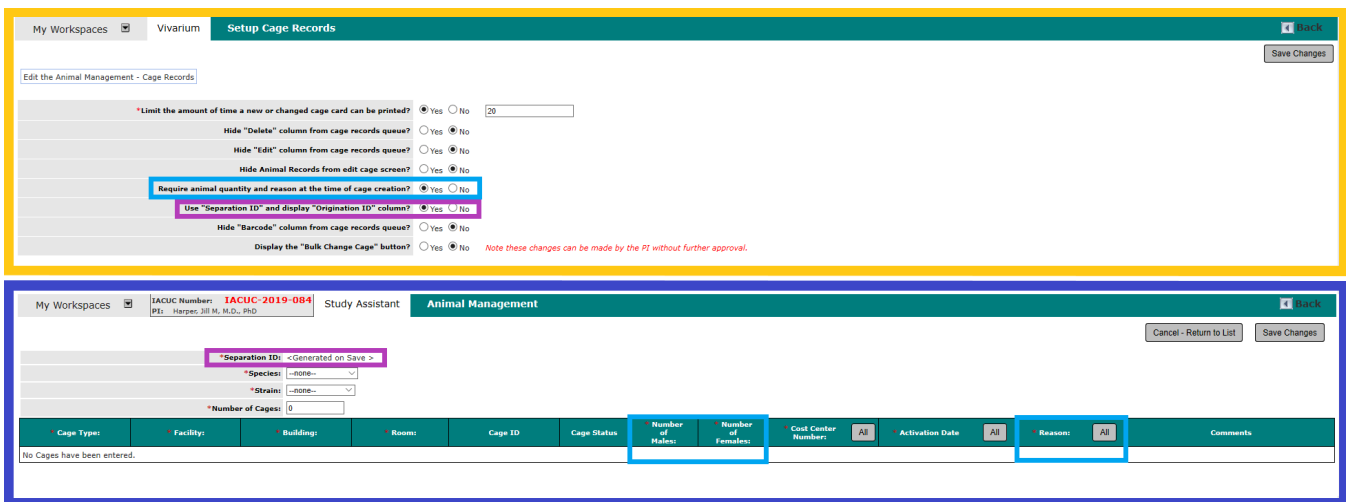 My Workspaces Vivarium Setup Cage Records Back
Save Changes
Edit the Animal Management - Cage Records
*Limit the amount of time a new or changed cage card can be printed? Yes No 20
Hide "Delete" column from cage records queue? Yes No
Hide "Edit" column from cage records queue? Yes No
Hide Animal Records from edit cage screen? Yes No
Require animal quantity and reason at the time of cage creation? Yes No
Use "Separation ID" and display "Origination ID" column? Yes No
Hide "Barcode" column from cage records queue? Yes No
Display the "Bulk Change Cage" button? Yes No Note these changes can be made by the PI without further approval.
My Workspaces IACUC Number: IACUC-2019-084 Study Assistant Animal Management Back
PI: Harper, Jill M, M.D., PhD
Cancel - Return to List Save Changes
*Separation ID: <Generated on Save >
*Species: --none--
*Strain: --none--
*Number of Cages: 0
* Cage Type: * Facility: * Building: * Room: Cage ID Cage Status * Number of Males: * Number of Females: * Cost Center Number: All * Activation Date All * Reason: All Comments
No Cages have been entered.